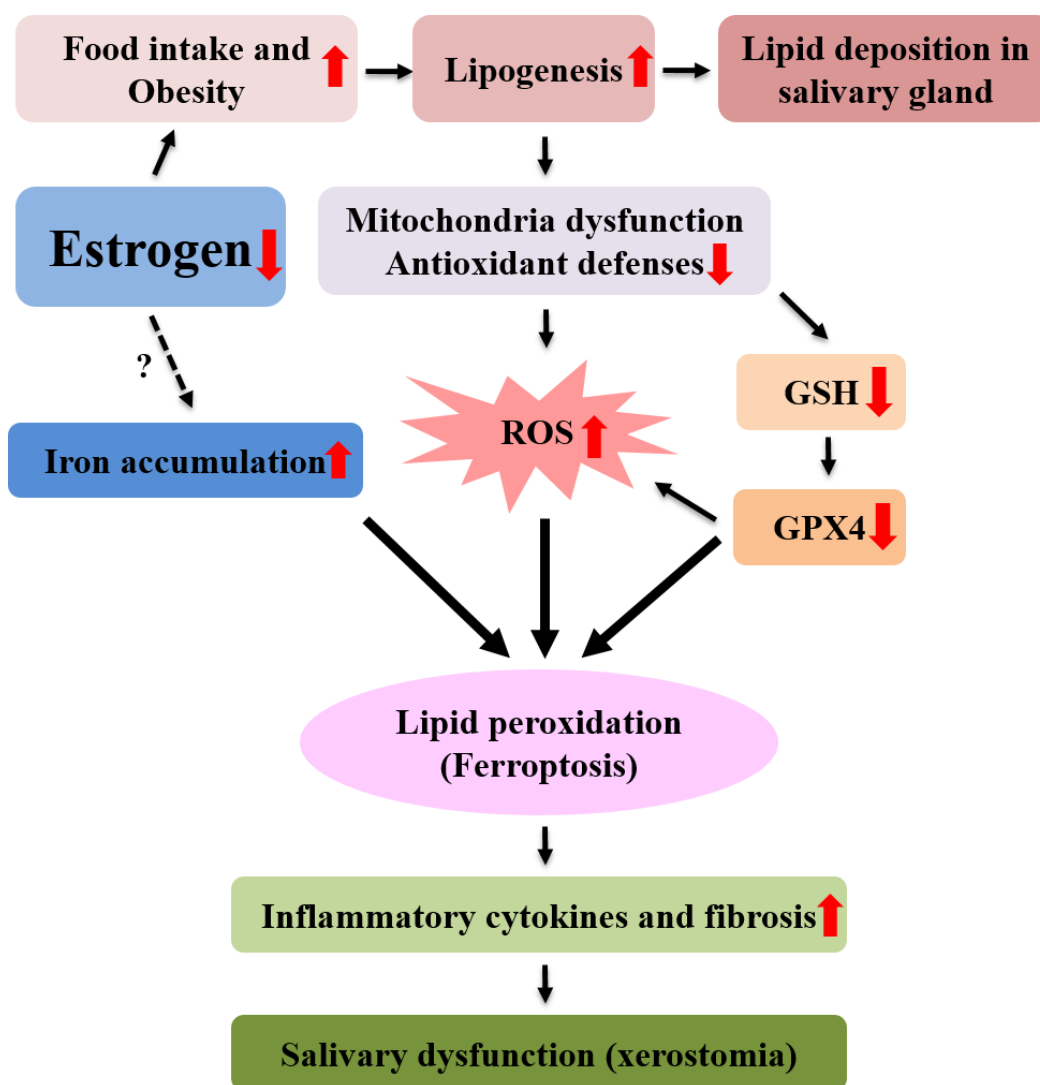 Food intake and
Obesity
Lipogenesis
Lipid deposition in
salivary gland
Estrogen
Mitochondria dysfunction
Antioxidant defenses
?
GSH
Iron accumulation
ROS
GPX4
Lipid peroxidation
(Ferroptosis)
Inflammatory cytokines and fibrosis
Salivary dysfunction (xerostomia)